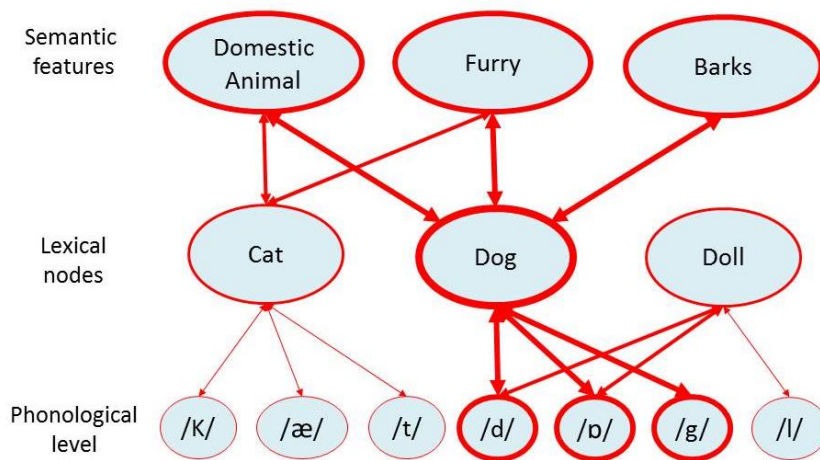 Semantic
features
Domestic
Animal
Furry
Barks
Lexical
nodes
Cat
Dog
Doll
Phonological
level
/K/
/æ/
/t/
/d/
/ɒ/
/g/
/l/